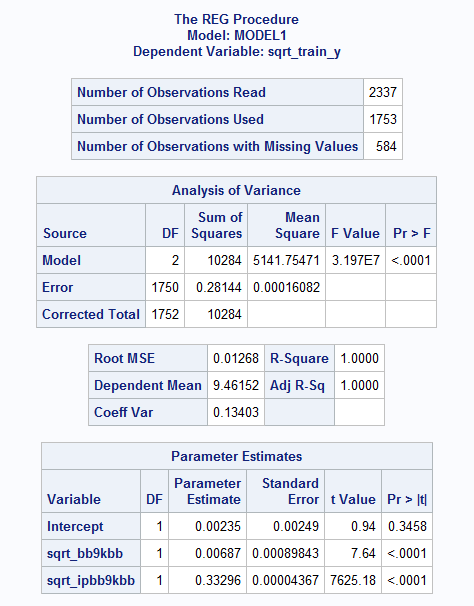 The REG Procedure
Model: MODEL1
Dependent Variable: sqrt_train_y
Number of Observations Read 2337
Number of Observations Used 1753
Number of Observations with Missing Values 584
Analysis of Variance
Source DF Sum of Squares Mean Square F Value Pr > F
Model 2 10284 5141.75471 3.197E7 <.0001
Error 1750 0.28144 0.00016082
Corrected Total 1752 10284
Root MSE 0.01268 R-Square 1.0000
Dependent Mean 9.46152 Adj R-Sq 1.0000
Coeff Var 0.13403
Parameter Estimates
Variable DF Parameter Estimate Standard Error t Value Pr > |t|
Intercept 1 0.00235 0.00249 0.94 0.3458
sqrt_bb9kbb 1 0.00687 0.00089843 7.64 <.0001
sqrt_ipbb9kbb 1 0.33296 0.00004367 7625.18 <.0001